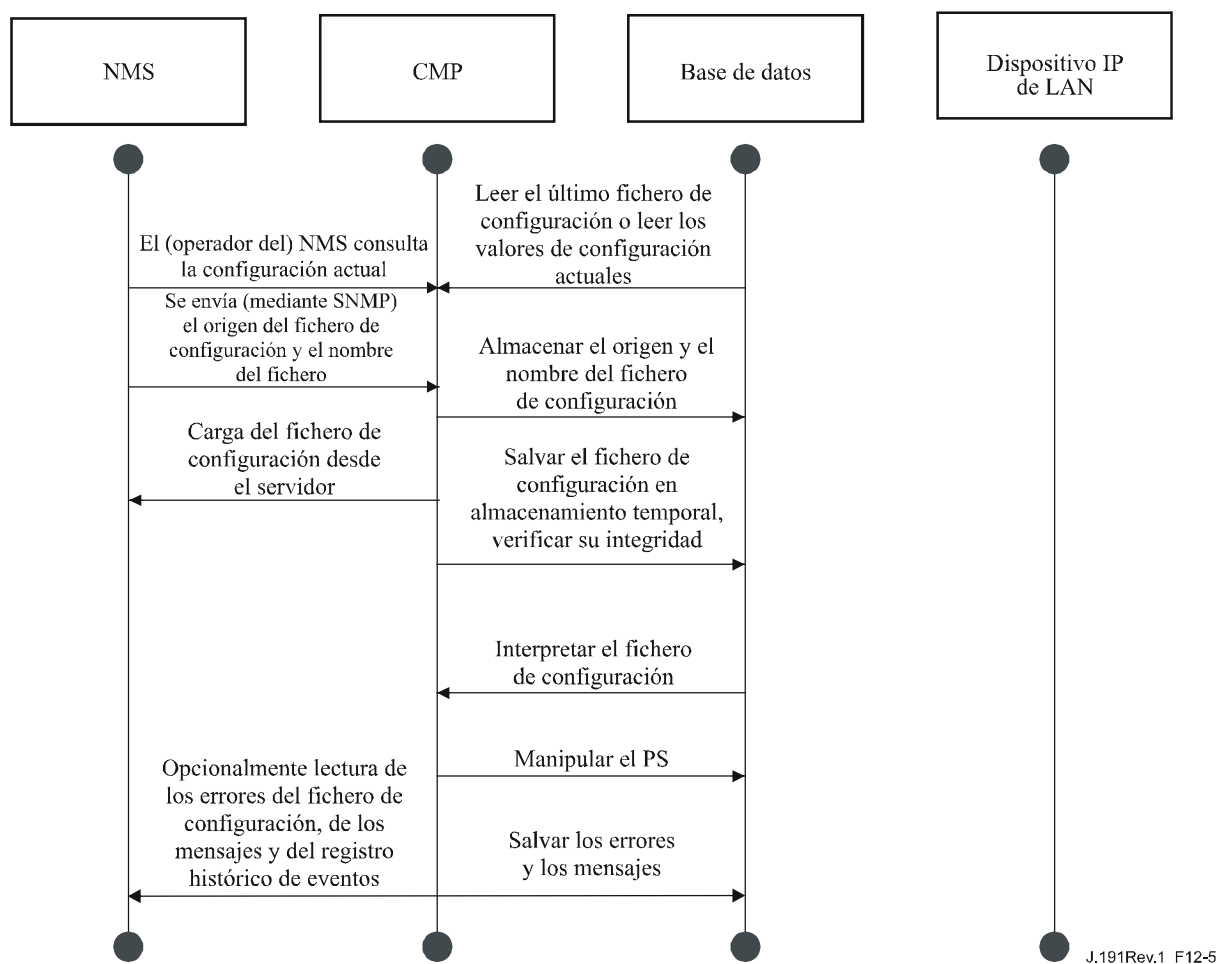 NMS
CMP
Base de datos
Dispositivo IP
de LAN
Leer el último fichero de
configuración o leer los
valores de configuración
actuales
El (operador del) NMS consulta
la configuración actual
Se envía (mediante SNMP)
el origen del fichero de
configuración y el nombre
del fichero
Almacenar el origen y el
nombre del fichero
de configuración
Carga del fichero de
configuración desde
el servidor
Salvar el fichero de
configuración en
almacenamiento temporal,
verificar su integridad
Interpretar el fichero
de configuración
Manipular el PS
Opcionalmente lectura de
los errores del fichero de
configuración, de los
mensajes y del registro
histórico de eventos
Salvar los errores
y los mensajes
J.191Rev.1_F12-5